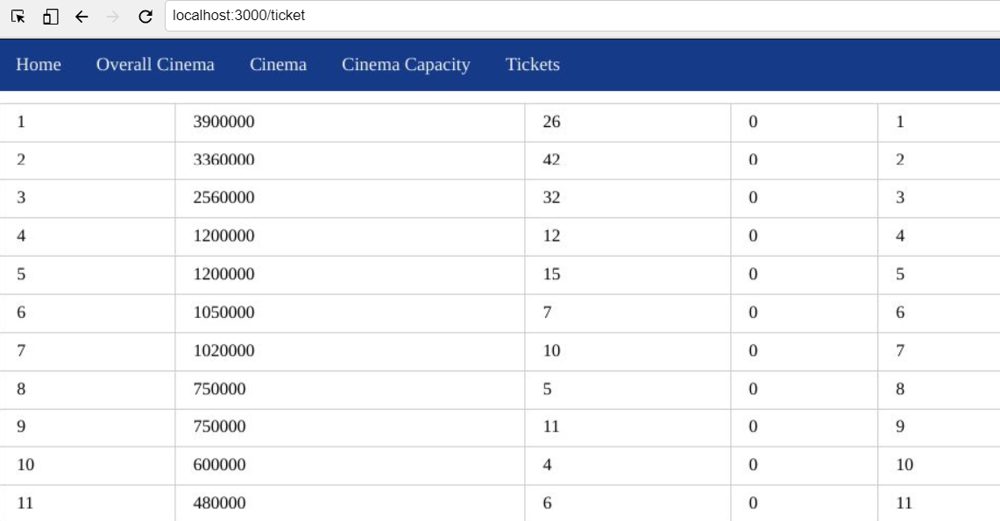 localhost:3000/ticket
Home Overall Cinema Cinema Cinema Capacity Tickets
1 3900000 26 0 1
2 3360000 42 0 2
3 2560000 32 0 3
4 1200000 12 0 4
5 1200000 15 0 5
6 1050000 7 0 6
7 1020000 10 0 7
8 750000 5 0 8
9 750000 11 0 9
10 600000 4 0 10
11 480000 6 0 11